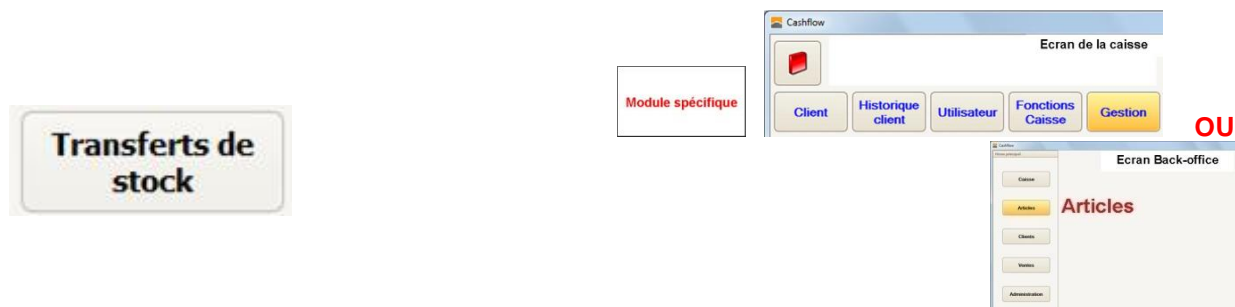 Transferts de
stock
Module spécifique
Cashflow
Ecran de la caisse
Client
Historique
client
Utilisateur
Fonctions
Caisse
Gestion
OU
Ecran Back-office
Caisse
Articles
Articles
Clients
Ventes
Administration